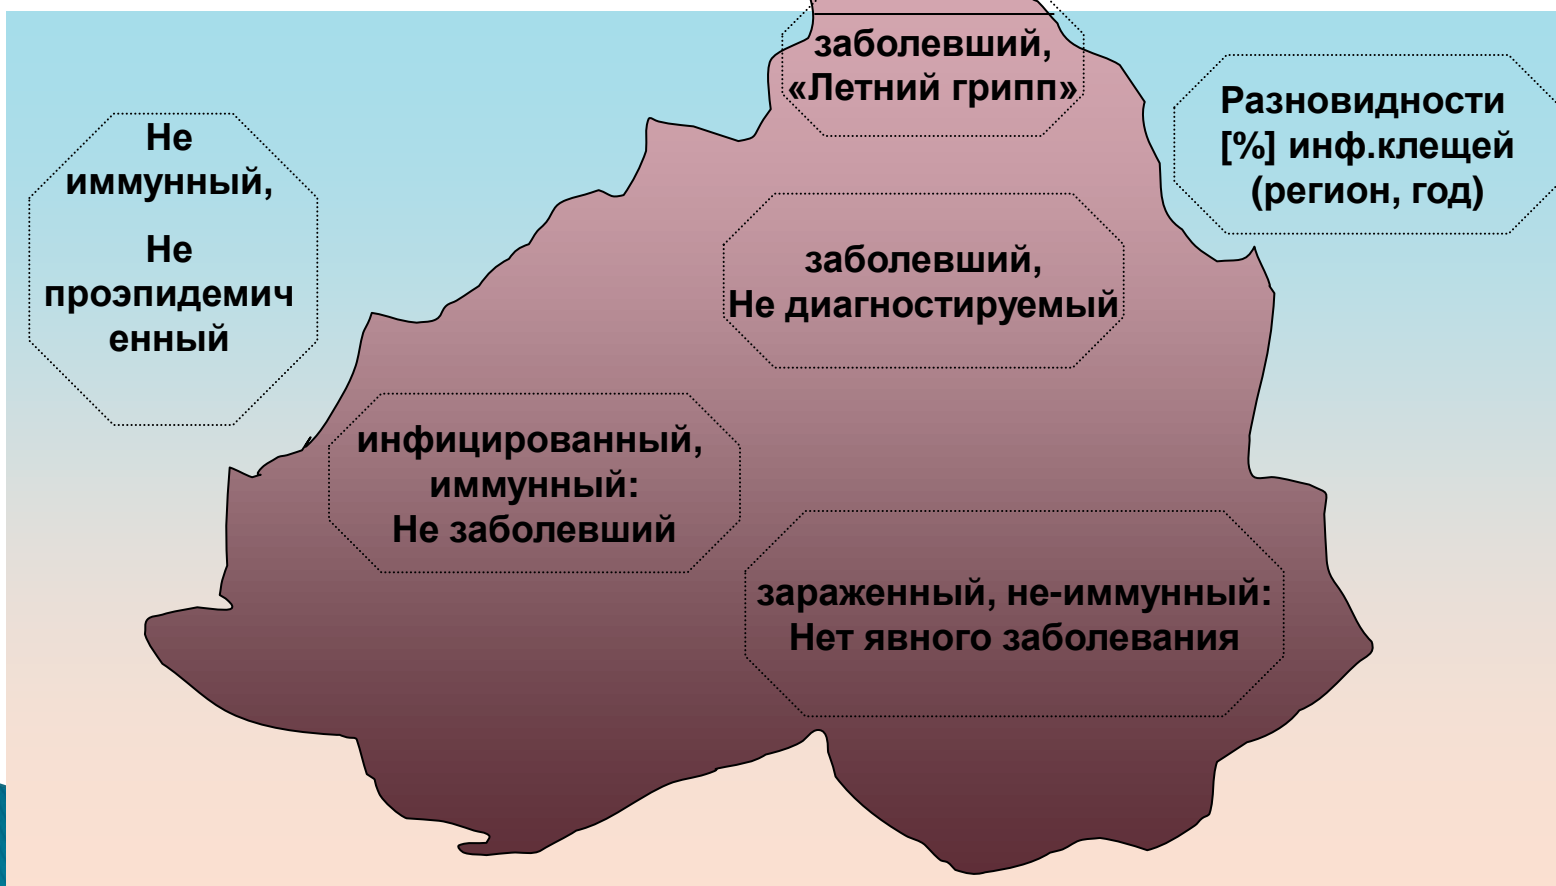 заболевший,
«Летний грипп»
Разновидности
[%] инф.клещей
(регион, год)
Не
иммунный,
Не
проэпидемич
енный
заболевший,
Не диагностируемый
инфицированный,
иммунный:
Не заболевший
зараженный, не-иммунный:
Нет явного заболевания